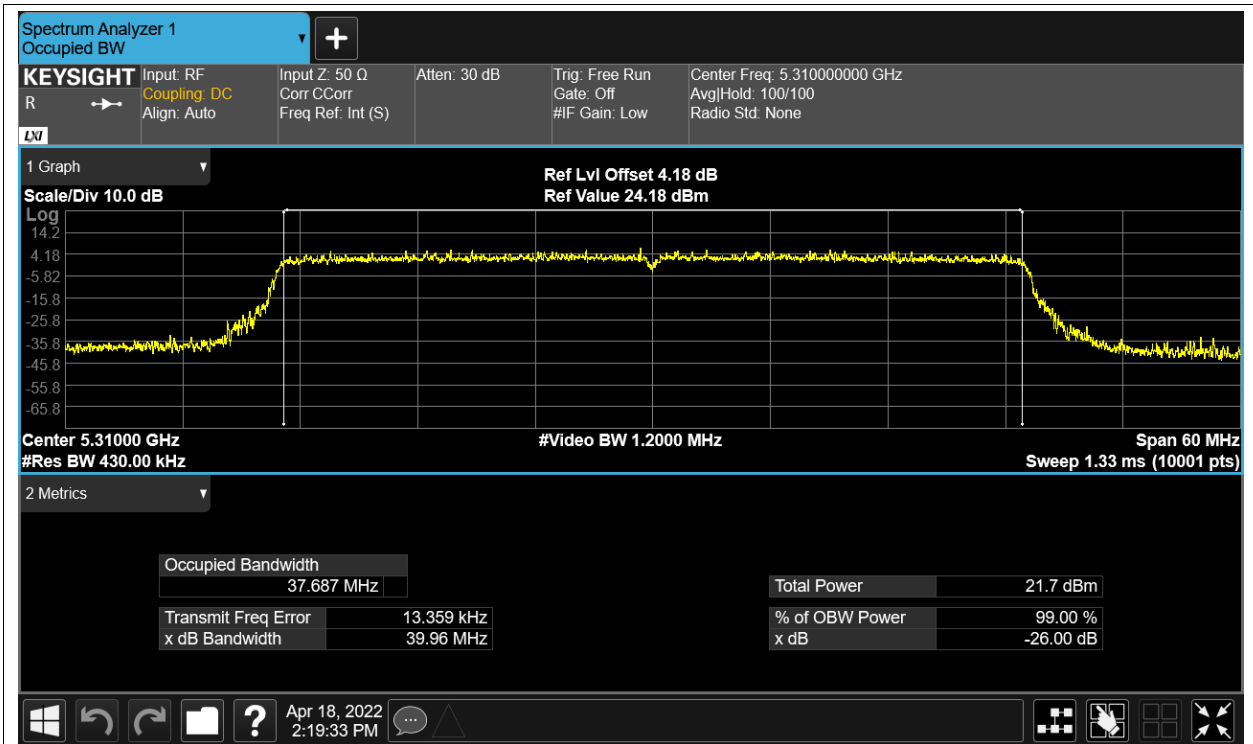 Spectrum Analyzer 1
Occupied BW
KEYSIGHT
R
LXI
Input: RF
Coupling: DC
Align: Auto
Input Z: 50 Ω
Corr CCorr
Freq Ref: Int (S)
Atten: 30 dB
Trig: Free Run
Gate: Off
#IF Gain: Low
Center Freq: 5.310000000 GHz
Avg|Hold: 100/100
Radio Std: None
1 Graph
Scale/Div 10.0 dB
Ref Lvl Offset 4.18 dB
Ref Value 24.18 dBm
Log
14.2
4.18
-5.82
-15.8
-25.8
-35.8
-45.8
-55.8
-65.8
Center 5.31000 GHz
#Video BW 1.2000 MHz
Span 60 MHz
#Res BW 430.00 kHz
Sweep 1.33 ms (10001 pts)
2 Metrics
Occupied Bandwidth
37.687 MHz
Transmit Freq Error 13.359 kHz
x dB Bandwidth 39.96 MHz
Total Power 21.7 dBm
% of OBW Power 99.00 %
x dB -26.00 dB
?
Apr 18, 2022
2:19:33 PM